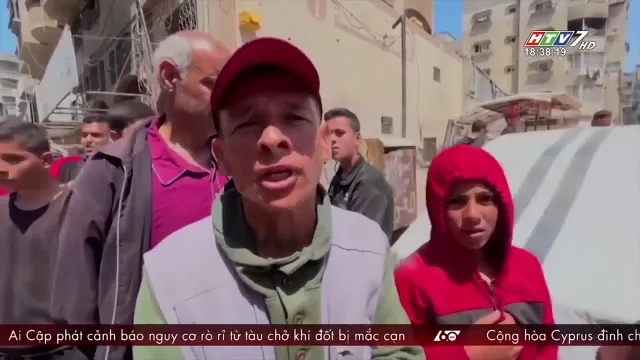 HTV7 HD
18:38:19
Ai Cập phát cảnh báo nguy cơ rò rỉ từ tàu chở khí đốt bị mắc cạn 60 Cộng hòa Cyprus đình ch